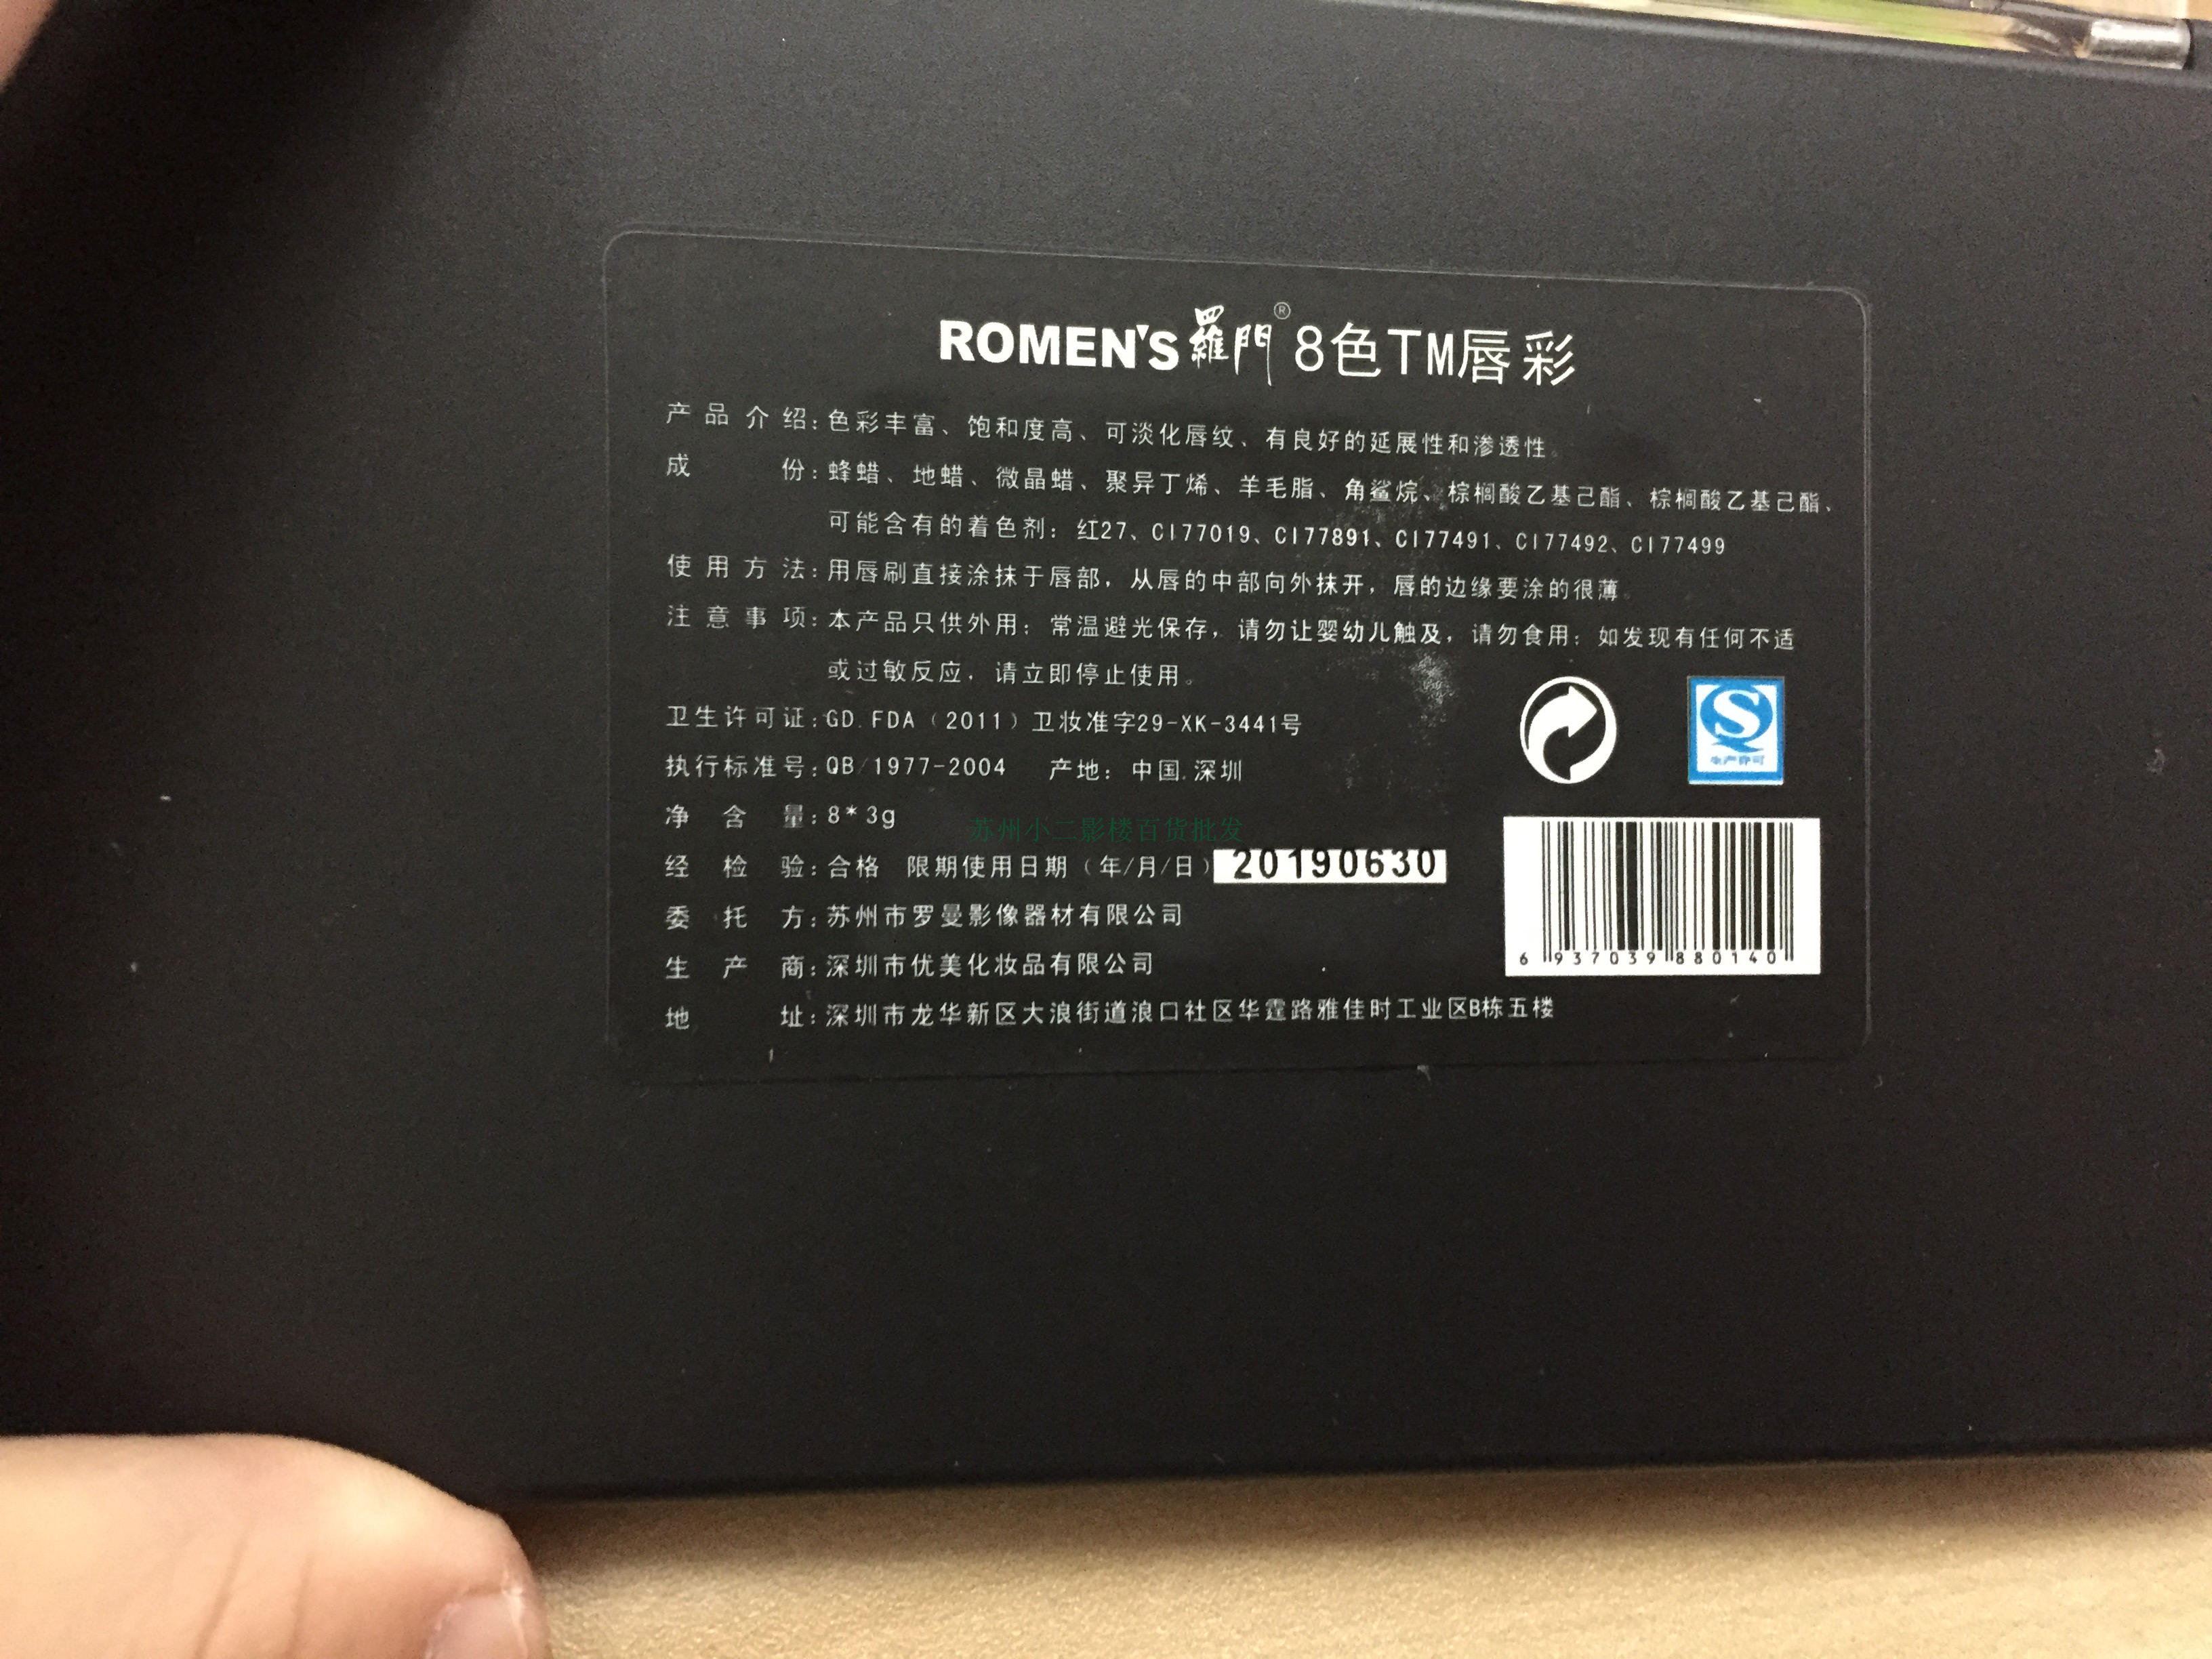 ROMEN'S 羅門® 8色TM唇彩
产品介绍：色彩丰富、饱和度高、可淡化唇纹、有良好的延展性和渗透性。
成份：蜂蜡、地蜡、微晶蜡、聚异丁烯、羊毛脂、角鲨烷、棕榈酸乙基己酯、棕榈酸乙基己酯、
可能含有的着色剂：红27、CI77019、CI77891、CI77491、CI77492、CI77499
使用方法：用唇刷直接涂抹于唇部，从唇的中部向外抹开，唇的边缘要涂的很薄。
注意事项：本产品只供外用；常温避光保存，请勿让婴幼儿触及，请勿食用；如发现有任何不适
或过敏反应，请立即停止使用。
卫生许可证：GD.FDA（2011）卫妆准字29-XK-3441号
执行标准号：QB/1977-2004 产地：中国.深圳
生产许可
净含量：8*3g
苏州小二影楼百货批发
经检验：合格 限期使用日期（年/月/日）20190630
委托方：苏州市罗曼影像器材有限公司
生产商：深圳市优美化妆品有限公司
6 937039 880140
地址：深圳市龙华新区大浪街道浪口社区华霆路雅佳时工业区B栋五楼